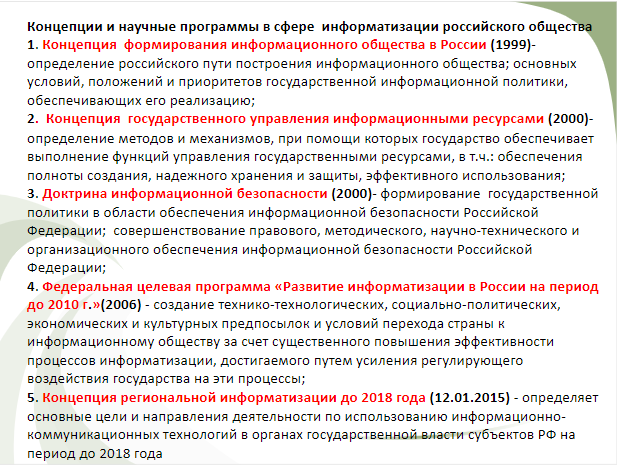 Концепции и научные программы в сфере  информатизации российского общества
1. Концепция  формирования информационного общества в России (1999)-
определение российского пути построения информационного общества; основных
условий, положений и приоритетов государственной информационной политики,
обеспечивающих его реализацию;
2.  Концепция  государственного управления информационными ресурсами (2000)-
определение методов и механизмов, при помощи которых государство обеспечивает
выполнение функций управления государственными ресурсами, в т.ч.: обеспечения
полноты создания, надежного хранения и защиты, эффективного использования;
3. Доктрина информационной безопасности (2000)- формирование  государственной
политики в области обеспечения информационной безопасности Российской
Федерации;  совершенствование правового, методического, научно-технического и
организационного обеспечения информационной безопасности Российской
Федерации;
4. Федеральная целевая программа «Развитие информатизации в России на период
до 2010 г.»(2006) - создание технико-технологических, социально-политических,
экономических и культурных предпосылок и условий перехода страны к
информационному обществу за счет существенного повышения эффективности
процессов информатизации, достигаемого путем усиления регулирующего
воздействия государства на эти процессы;
5. Концепция региональной информатизации до 2018 года (12.01.2015) - определяет
основные цели и направления деятельности по использованию информационно-
коммуникационных технологий в органах государственной власти субъектов РФ на
период до 2018 года